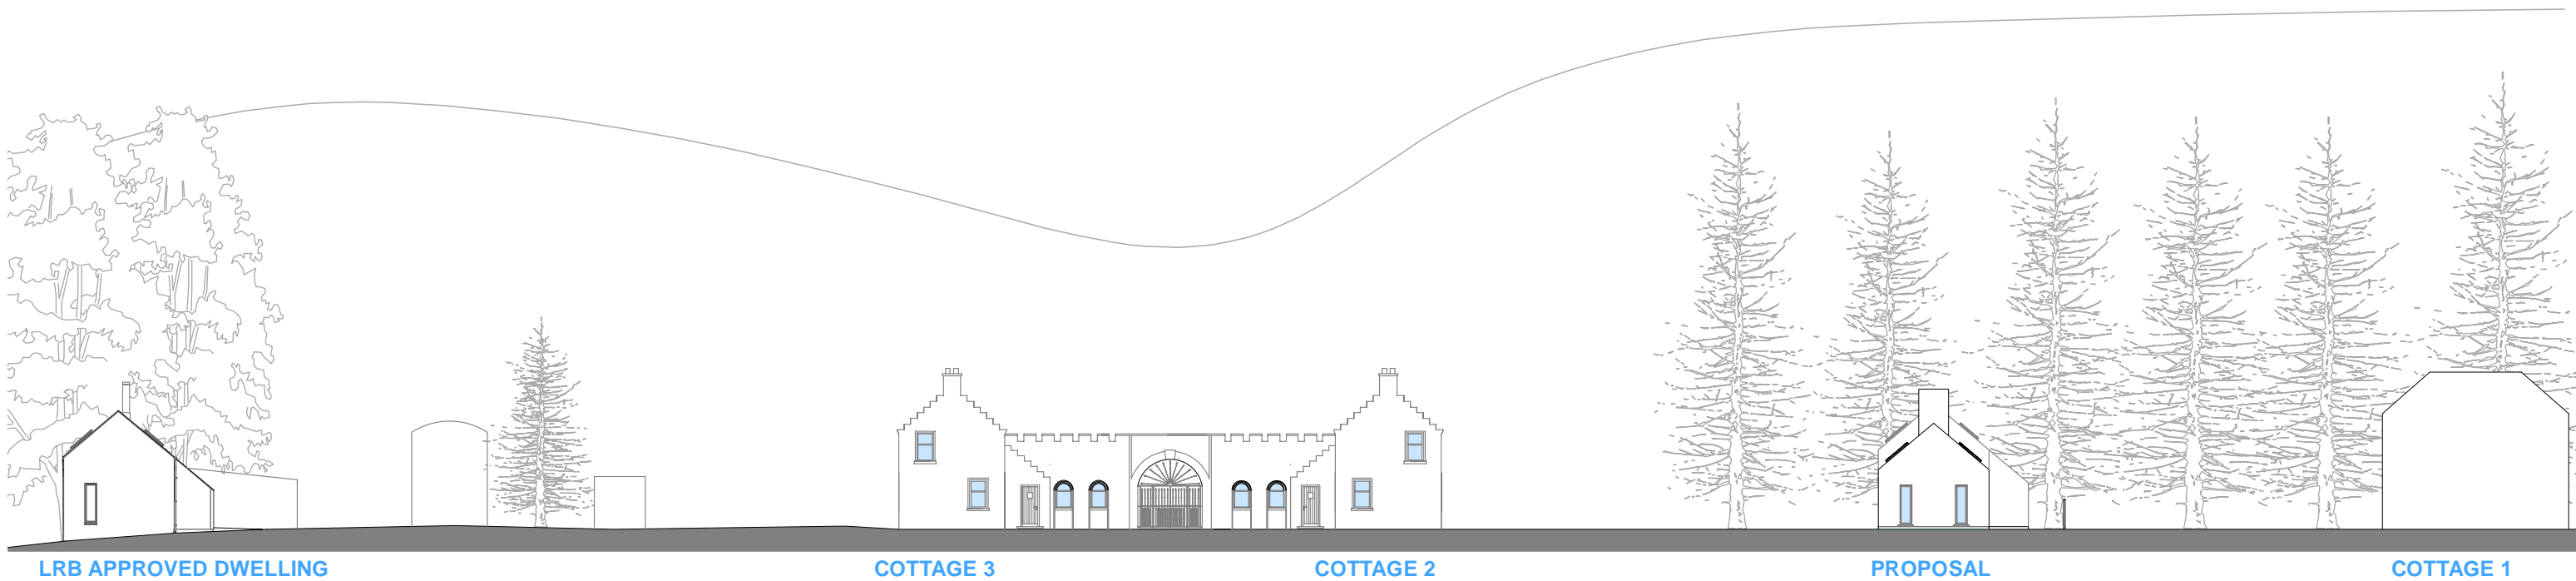 LRB APPROVED DWELLING
COTTAGE 3
COTTAGE 2
PROPOSAL
COTTAGE 1